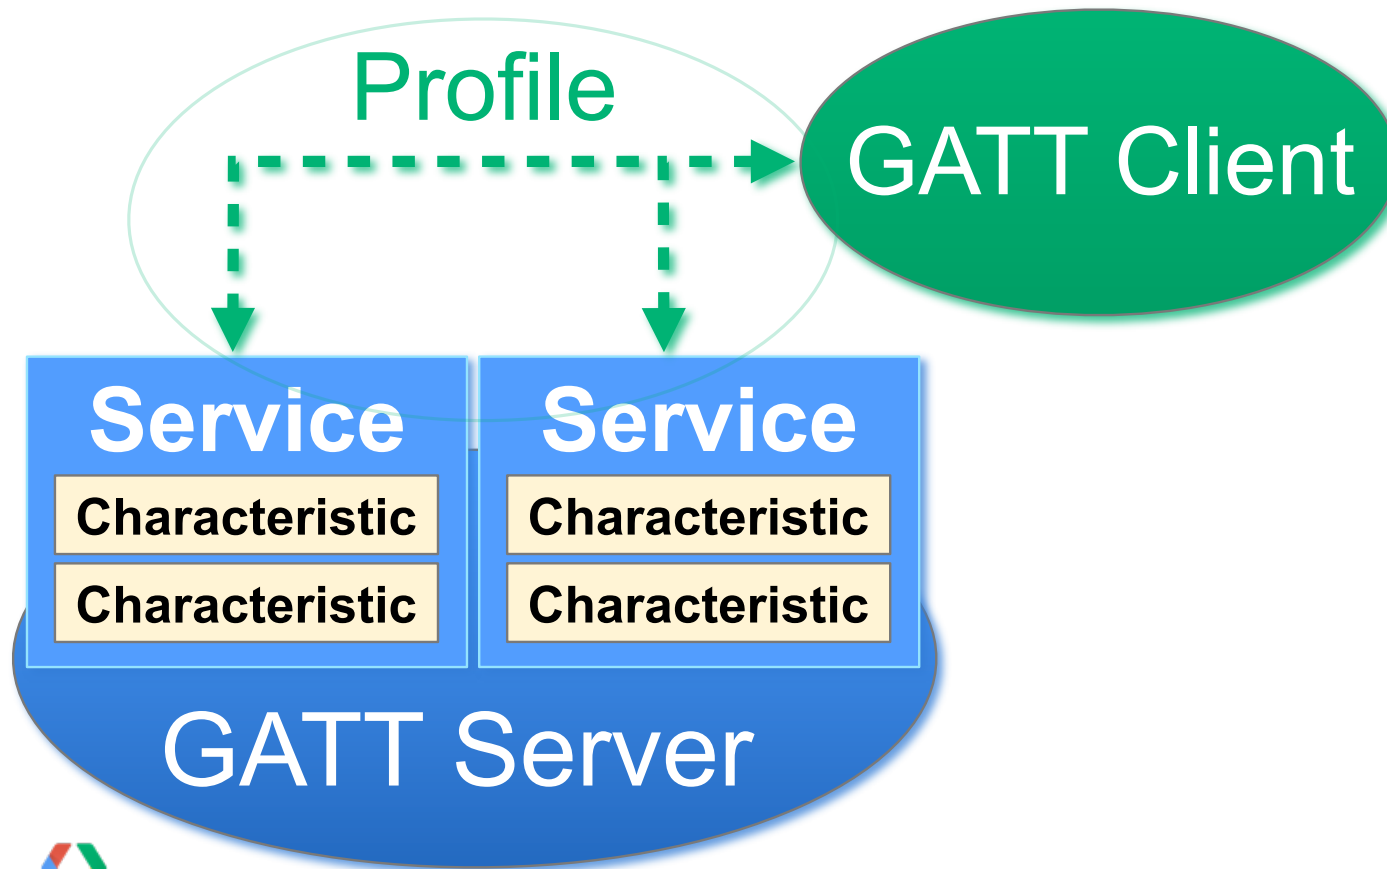 Profile
GATT Client
Service
Characteristic
Characteristic
Service
Characteristic
Characteristic
GATT Server